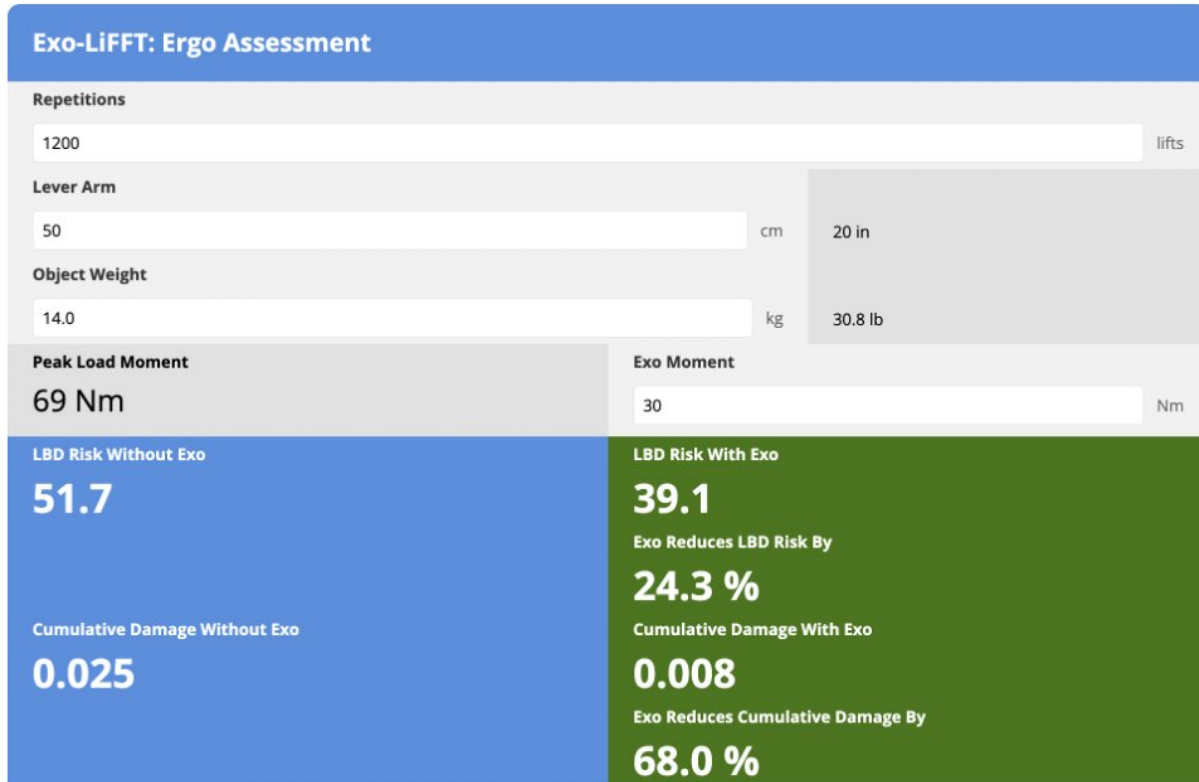 Exo-LiFFT: Ergo Assessment
Repetitions
1200 lifts
Lever Arm
50 cm 20 in
Object Weight
14.0 kg 30.8 lb
Peak Load Moment
69 Nm
Exo Moment
30 Nm
LBD Risk Without Exo
51.7
LBD Risk With Exo
39.1
Exo Reduces LBD Risk By
24.3 %
Cumulative Damage Without Exo
0.025
Cumulative Damage With Exo
0.008
Exo Reduces Cumulative Damage By
68.0 %